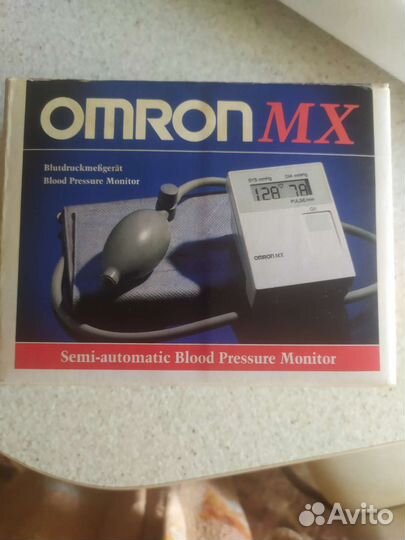 OMRON MX
Blutdruckmeßgerät
Blood Pressure Monitor
SYS mmHg DIA mmHg
128 78
PULSE/min
OMRON MX
Semi-automatic Blood Pressure Monitor
Avito